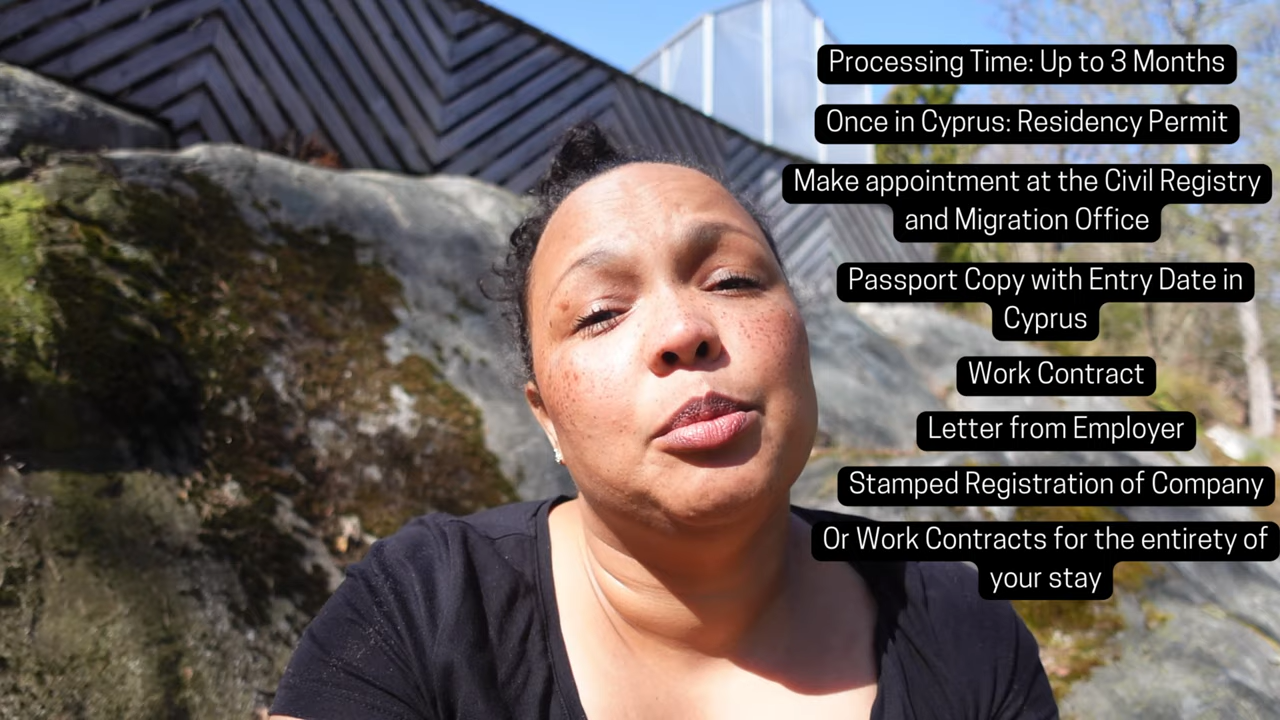 Processing Time: Up to 3 Months
Once in Cyprus: Residency Permit
Make appointment at the Civil Registry
and Migration Office
Passport Copy with Entry Date in
Cyprus
Work Contract
Letter from Employer
Stamped Registration of Company
Or Work Contracts for the entirety of
your stay